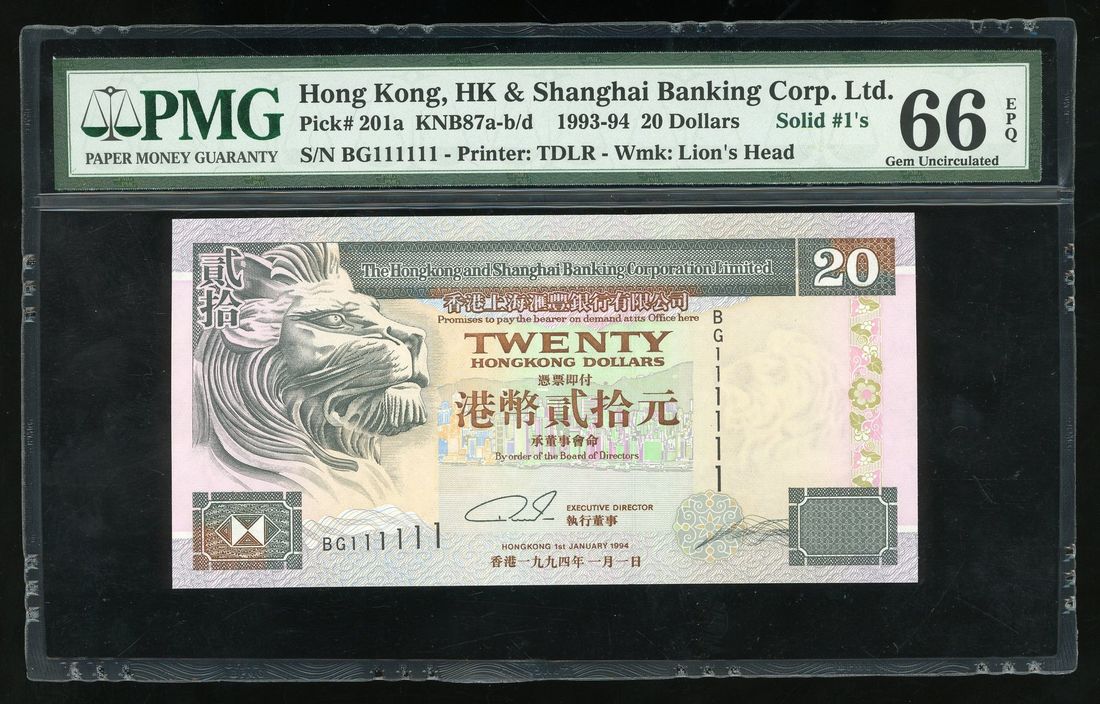 PMG
PAPER MONEY GUARANTY
Hong Kong, HK & Shanghai Banking Corp. Ltd.
Pick# 201a KNB87a-b/d 1993-94 20 Dollars Solid #1's
S/N BG111111 - Printer: TDLR - Wmk: Lion's Head
66
EPQ
Gem Uncirculated
貳拾
The Hongkong and Shanghai Banking Corporation Limited
20
香港上海滙豐銀行有限公司
Promises to pay the bearer on demand at its Office here
TWENTY
HONGKONG DOLLARS
憑票即付
港幣貳拾元
承董事會命
By order of the Board of Directors
BG111111
EXECUTIVE DIRECTOR
執行董事
BG111111
HONGKONG 1st JANUARY 1994
香港一九九四年一月一日